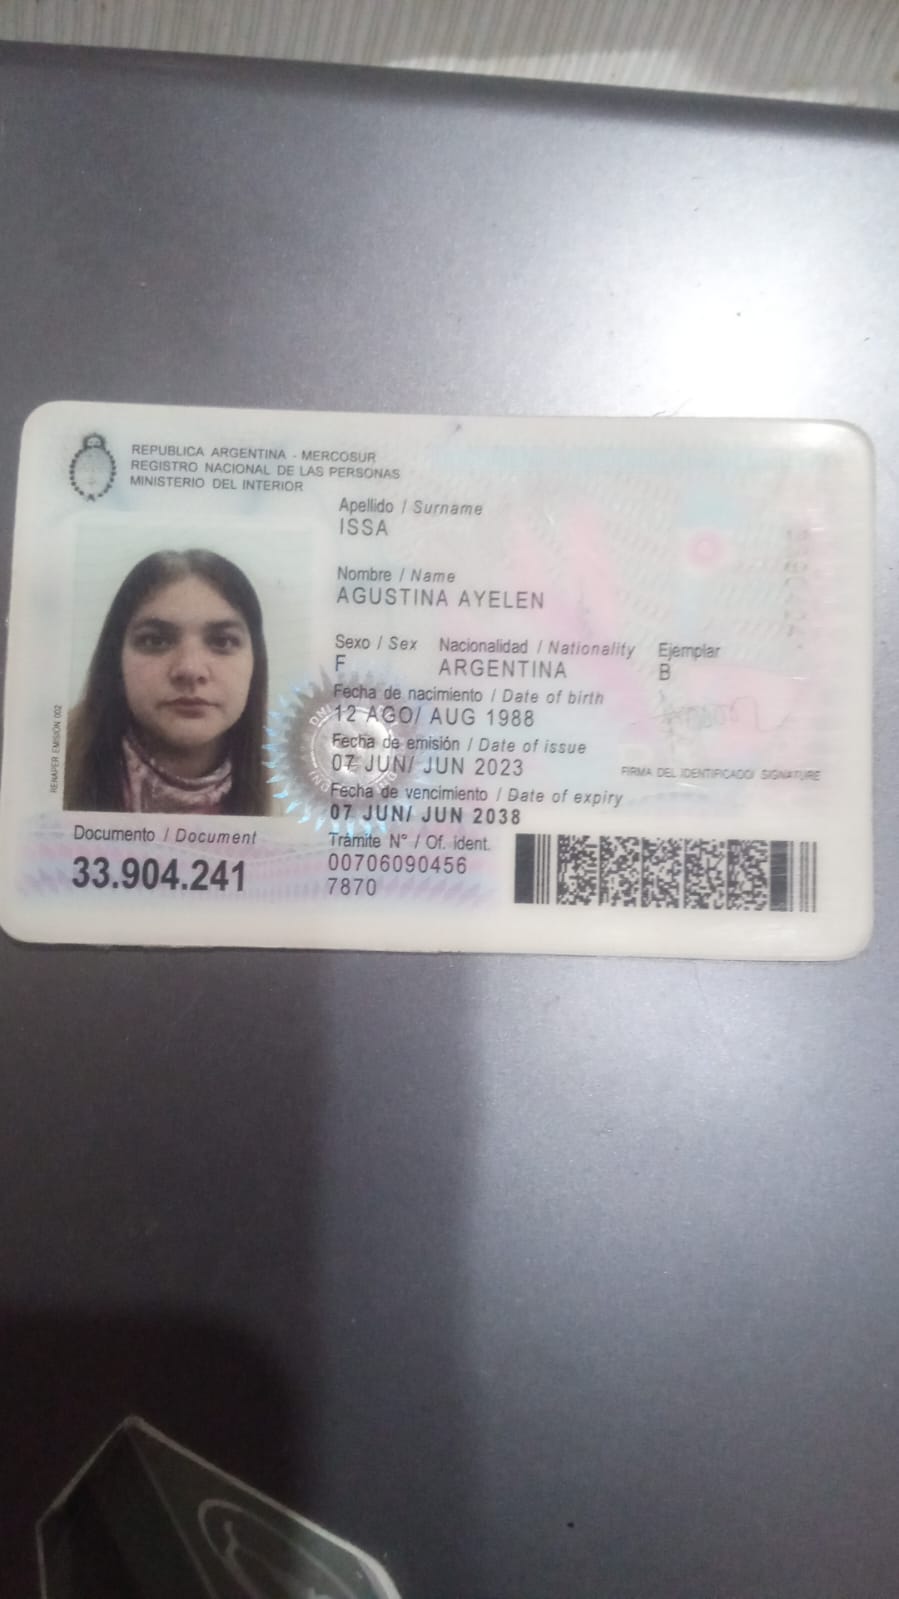 REPUBLICA ARGENTINA - MERCOSUR
REGISTRO NACIONAL DE LAS PERSONAS
MINISTERIO DEL INTERIOR
Apellido / Surname
ISSA
Nombre / Name
AGUSTINA AYELEN
Sexo / Sex Nacionalidad / Nationality Ejemplar
F ARGENTINA B
Fecha de nacimiento / Date of birth
12 AGO/ AUG 1988
Fecha de emisión / Date of issue
07 JUN/ JUN 2023
FIRMA DEL IDENTIFICADO/ SIGNATURE
Fecha de vencimiento / Date of expiry
07 JUN/ JUN 2038
Documento / Document
33.904.241
Trámite N° / Of. ident.
00706090456
7870
RENAPER EMISIÓN 002